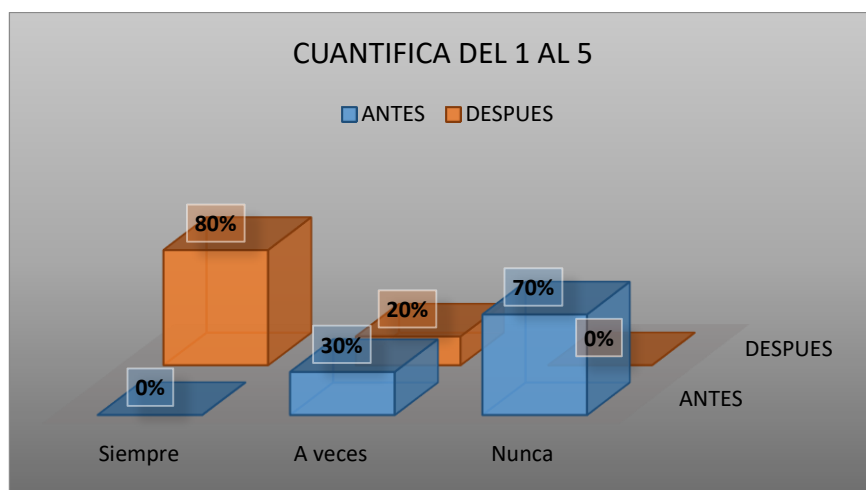 CUANTIFICA DEL 1 AL 5
ANTES DESPUES
80%
20%
70%
30%
0%
0%
DESPUES
ANTES
Siempre A veces Nunca